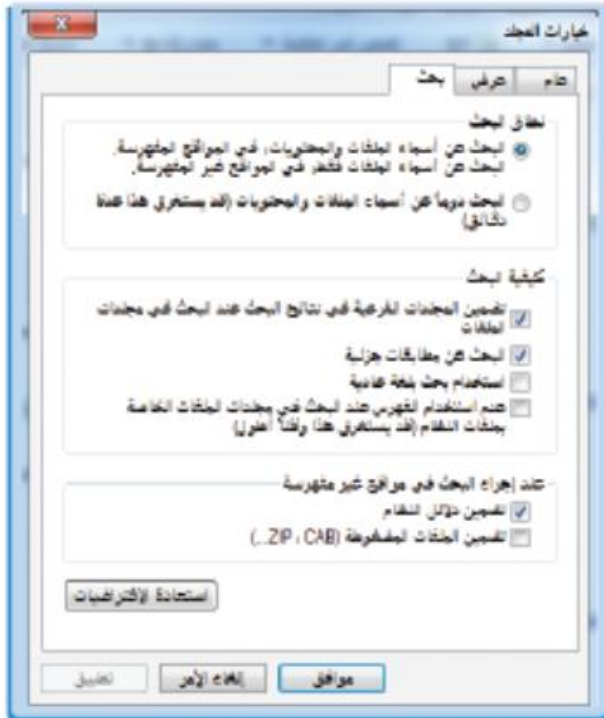 خيارات المجلد
عام
عرض
بحث
نطاق البحث
البحث عن أسماء الملفات والمحتويات، في المواقع المفهرسة.
البحث عن أسماء الملفات فقط، في المواقع غير المفهرسة.
البحث دوماً عن أسماء الملفات والمحتويات (قد يستغرق هذا عدة
دقائق)
كيفية البحث
تضمين المجلدات الفرعية في نتائج البحث عند البحث في مجلدات
الملفات
البحث عن مطابقات جزئية
استخدام بحث بلغة عادية
عدم استخدام الفهرس عند البحث في مجلدات الملفات الخاصة
بملفات النظام (قد يستغرق هذا وقتاً أطول)
عند إجراء البحث في مواقع غير مفهرسة
تضمين دلائل النظام
تضمين الملفات المضغوطة (ZIP ، CAB...)
استعادة الافتراضيات
موافق
إلغاء الأمر
تطبيق